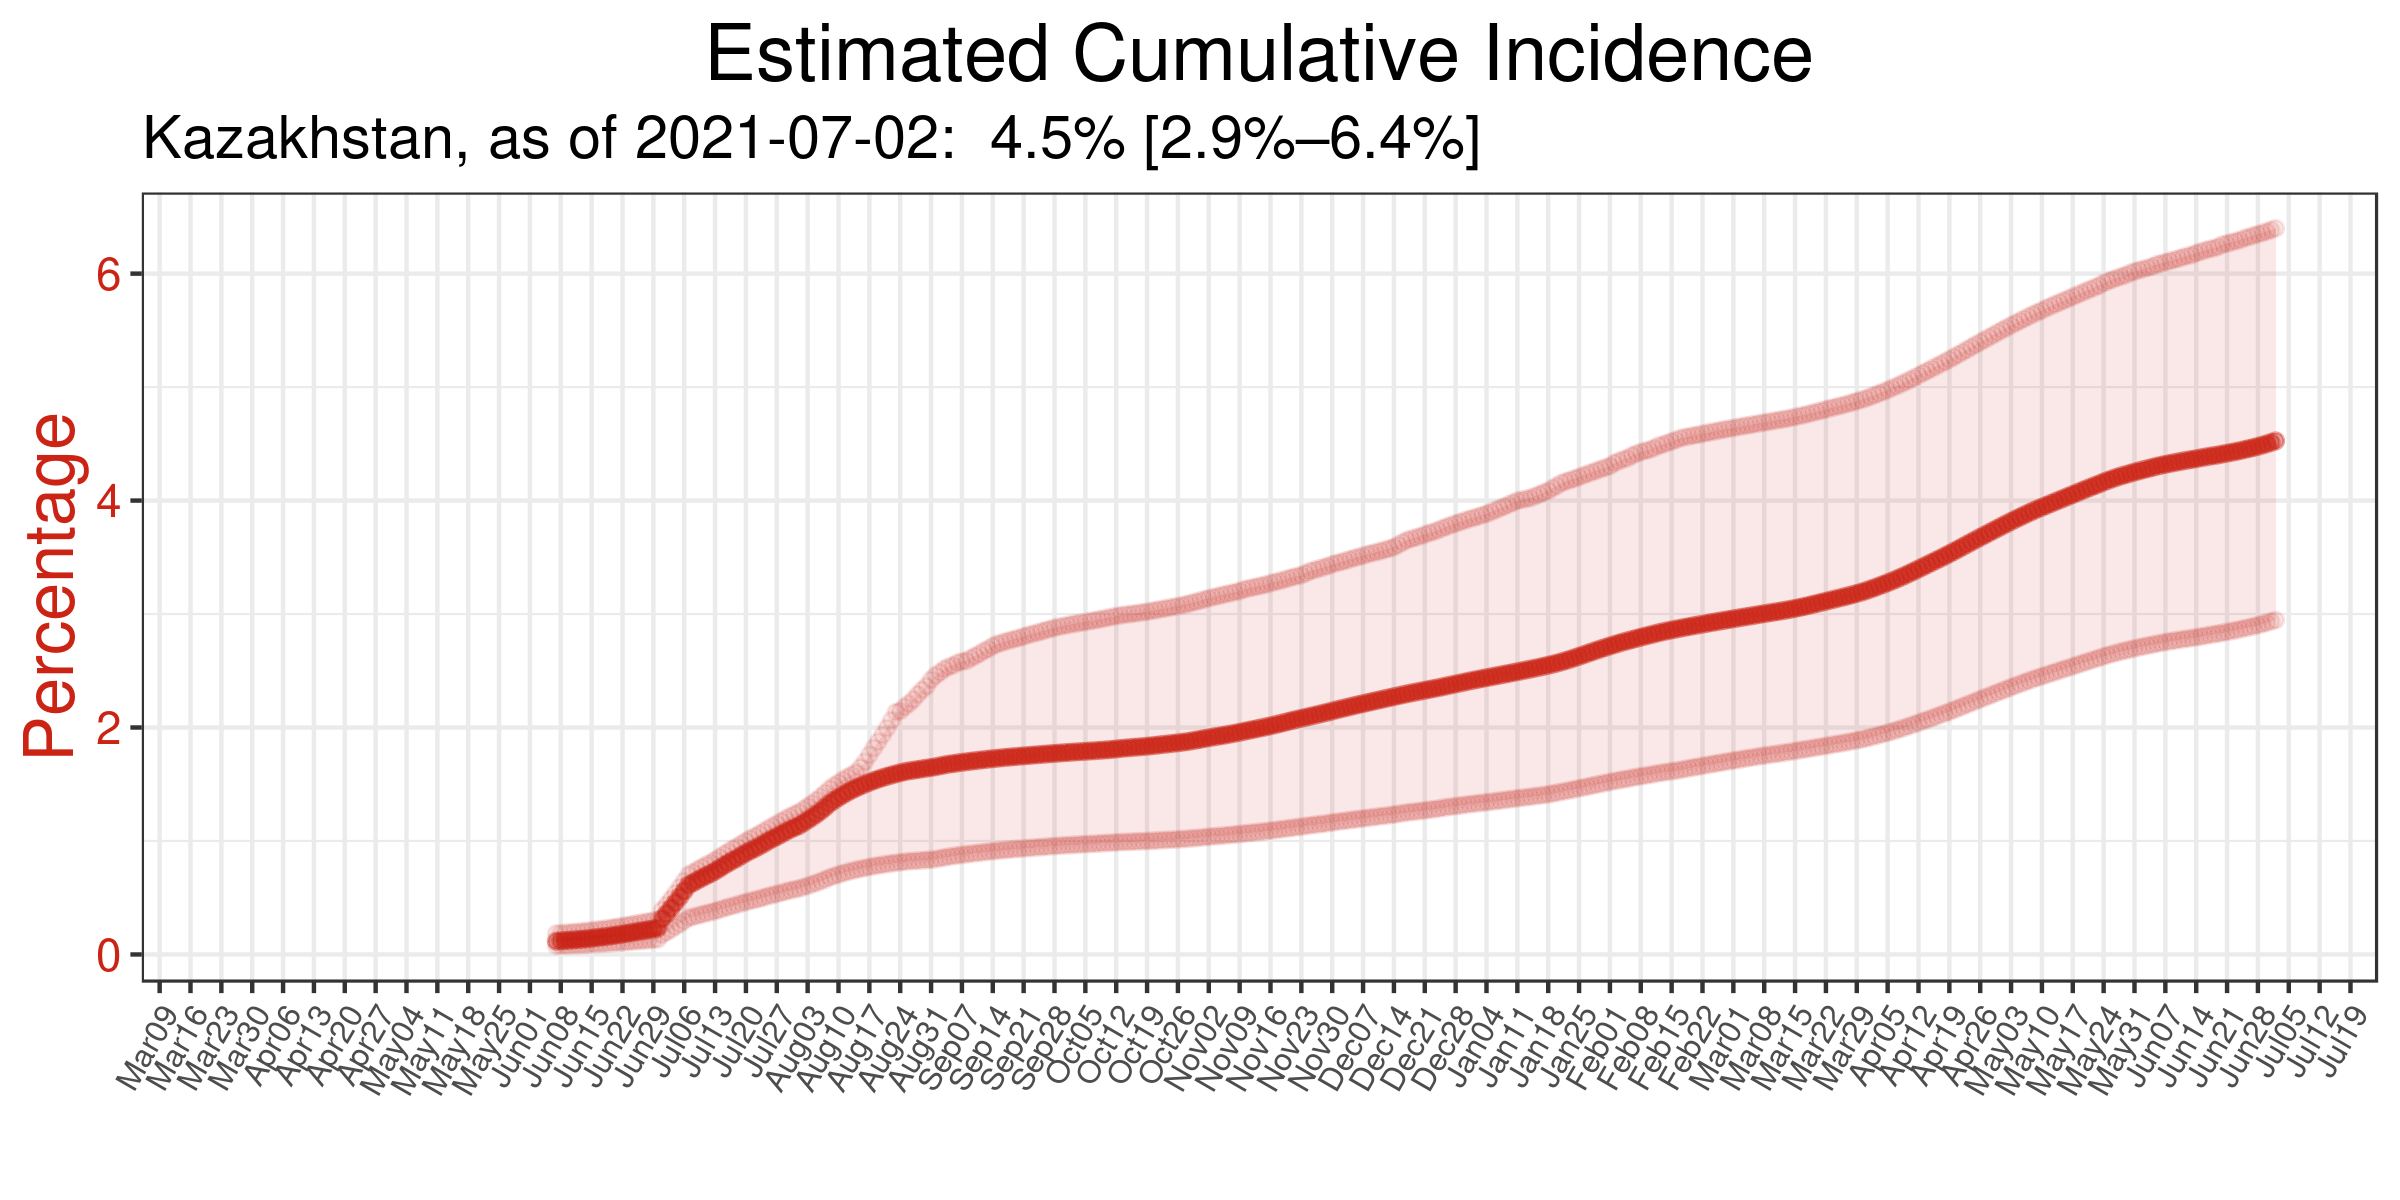 Estimated Cumulative Incidence
Kazakhstan, as of 2021-07-02:  4.5% [2.9%–6.4%]
Percentage
6
4
2
0
Mar09
Mar16
Mar23
Mar30
Apr06
Apr13
Apr20
Apr27
May04
May11
May18
May25
Jun01
Jun08
Jun15
Jun22
Jun29
Jul06
Jul13
Jul20
Jul27
Aug03
Aug10
Aug17
Aug24
Aug31
Sep07
Sep14
Sep21
Sep28
Oct05
Oct12
Oct19
Oct26
Nov02
Nov09
Nov16
Nov23
Nov30
Dec07
Dec14
Dec21
Dec28
Jan04
Jan11
Jan18
Jan25
Feb01
Feb08
Feb15
Feb22
Mar01
Mar08
Mar15
Mar22
Mar29
Apr05
Apr12
Apr19
Apr26
May03
May10
May17
May24
May31
Jun07
Jun14
Jun21
Jun28
Jul05
Jul12
Jul19